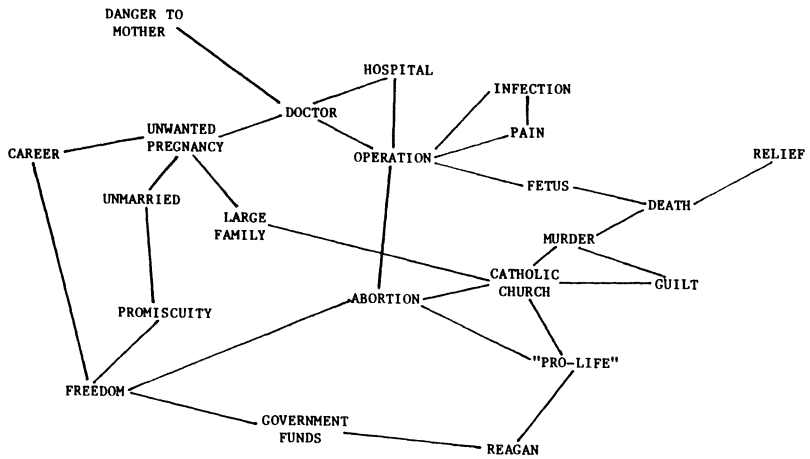 DANGER TO
MOTHER
HOSPITAL
INFECTION
DOCTOR
UNWANTED
PREGNANCY
PAIN
CAREER
OPERATION
RELIEF
FETUS
UNMARRIED
DEATH
LARGE
FAMILY
MURDER
CATHOLIC
CHURCH
GUILT
ABORTION
PROMISCUITY
"PRO-LIFE"
FREEDOM
GOVERNMENT
FUNDS
REAGAN